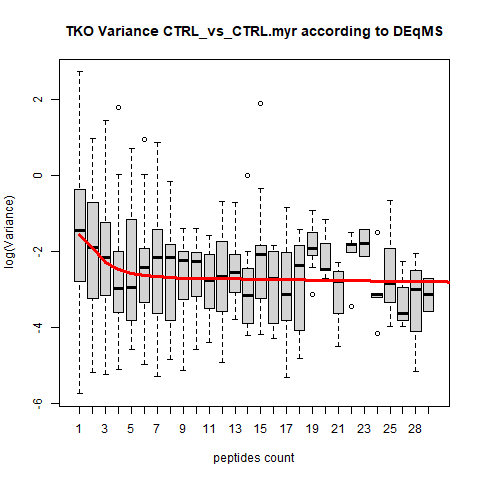 TKO Variance CTRL_vs_CTRL.myr according to DEqMS
log(Variance)
2
0
-2
-4
-6
1 3 5 7 9 11 13 15 17 19 21 23 25 28
peptides count